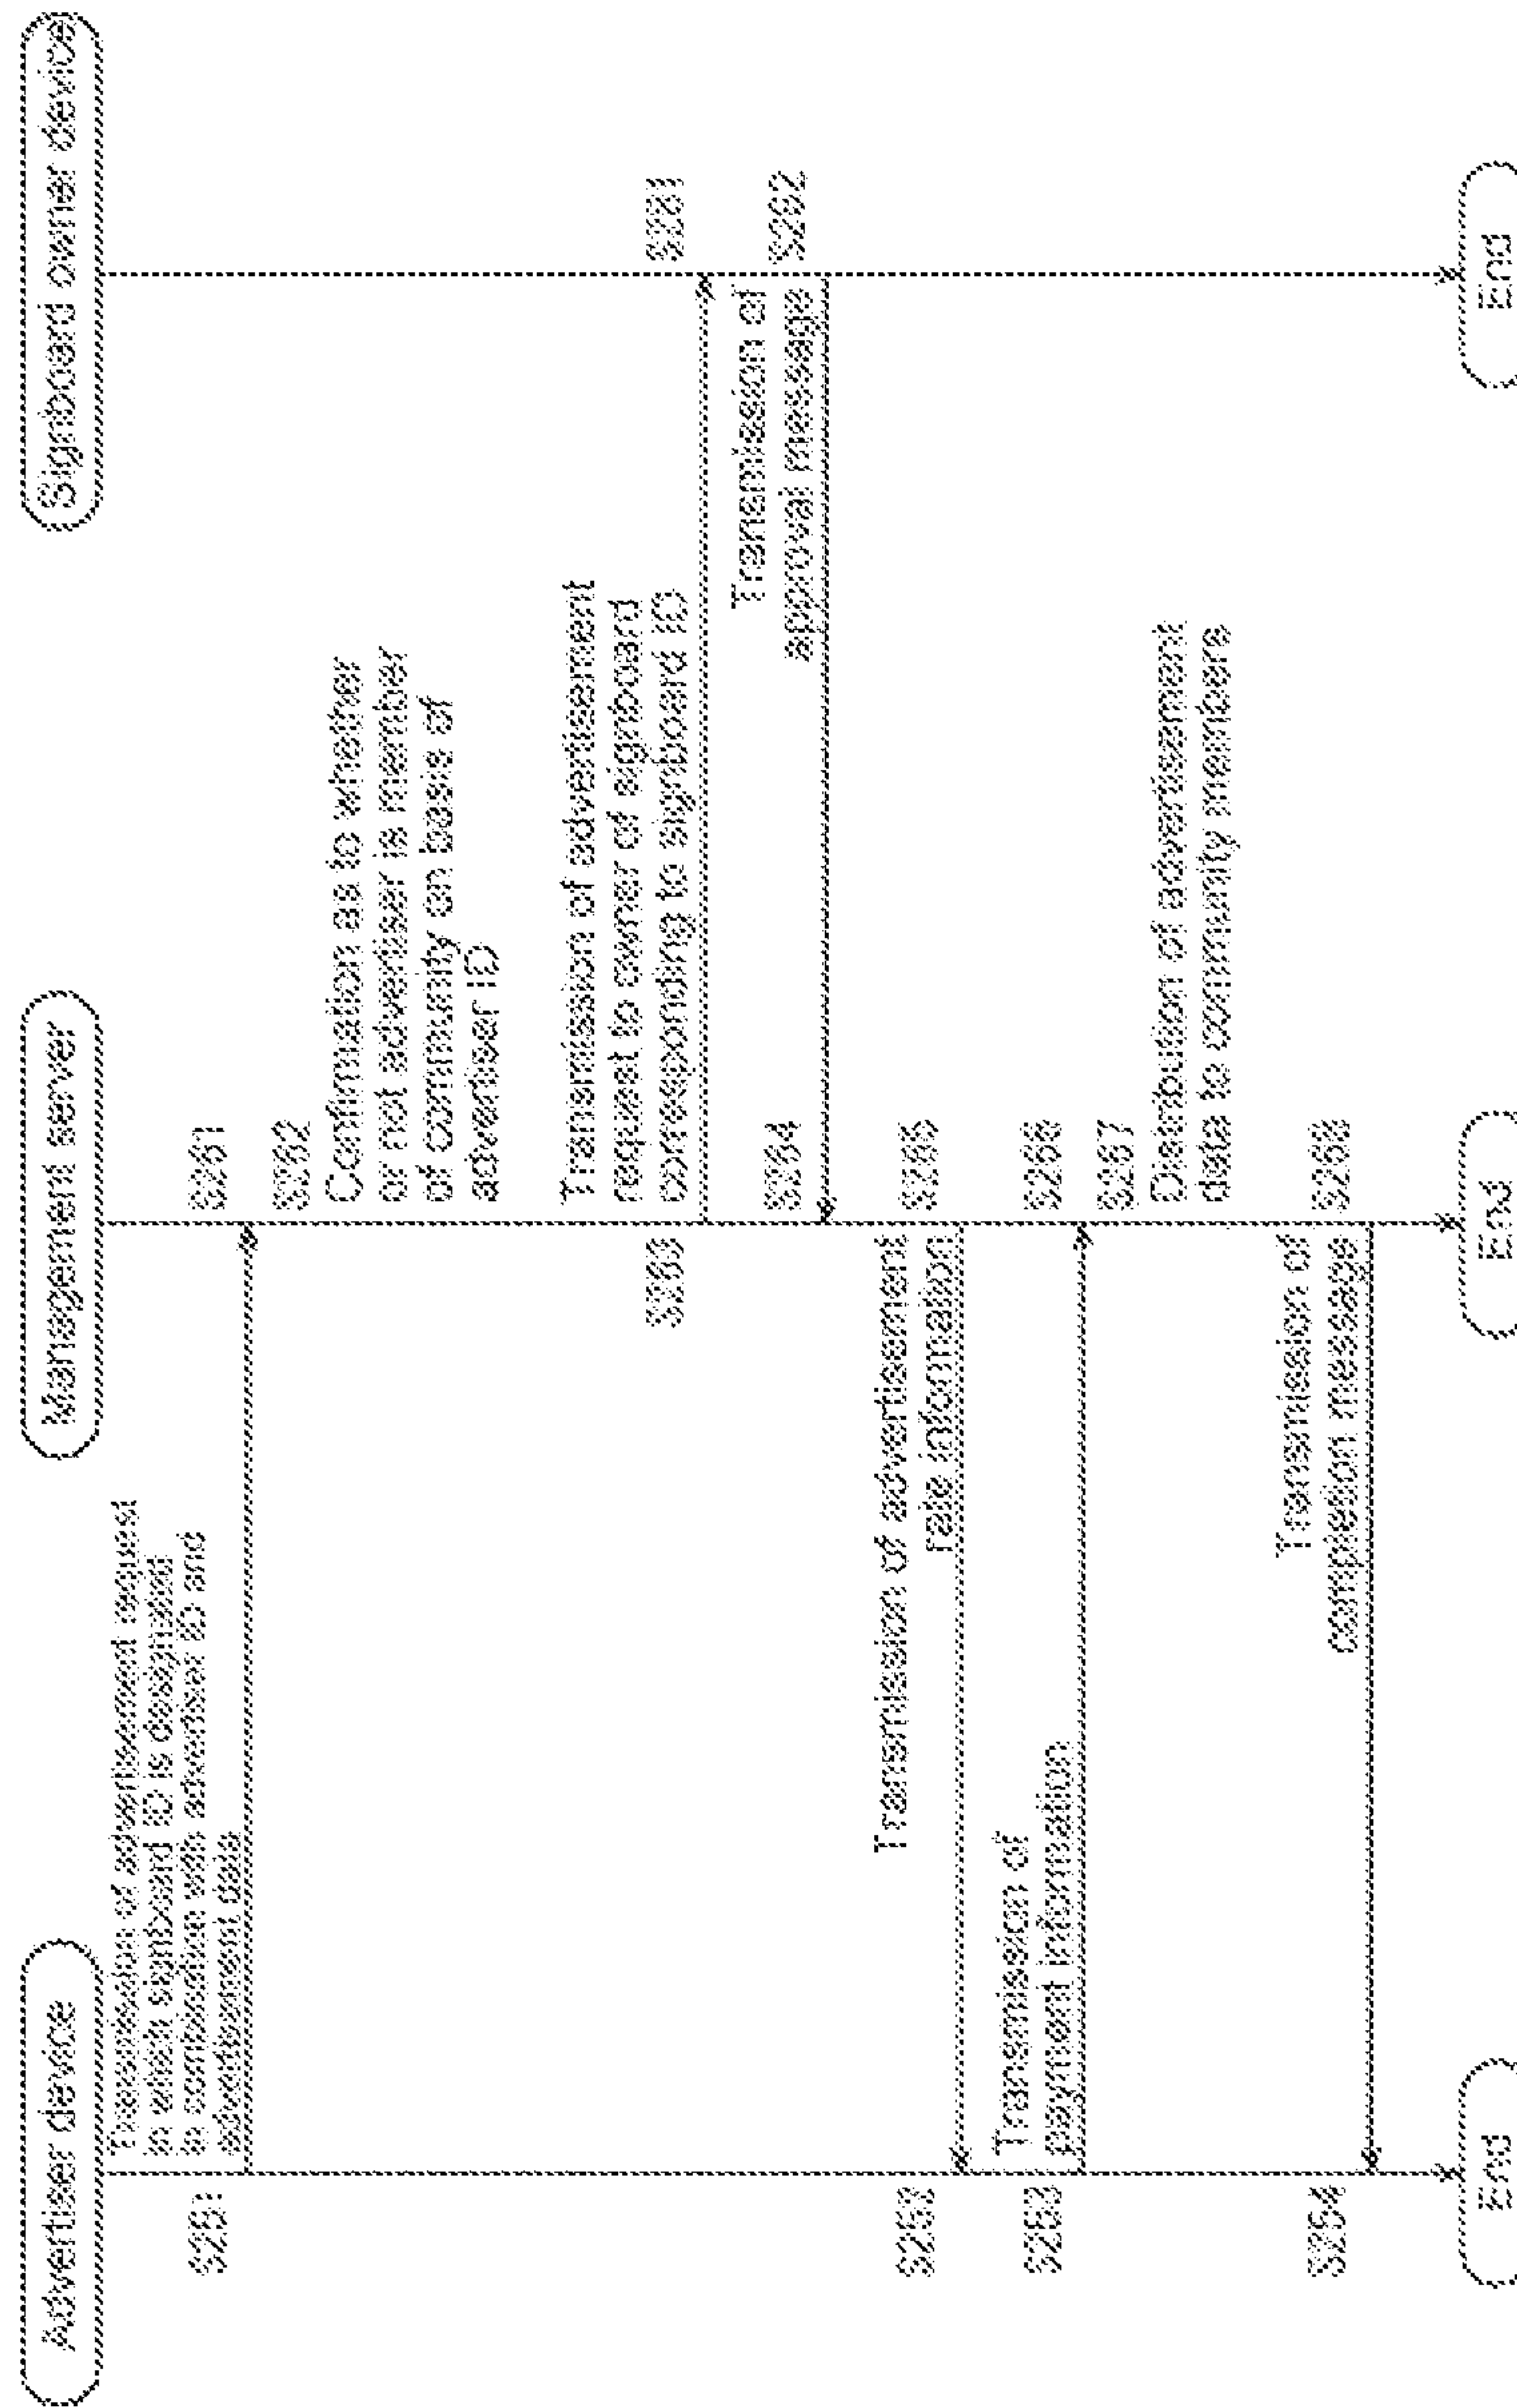 Advertiser device
Management server
Signboard owner device
Transmission of advertisement request
in which signboard ID is designated
in combination with advertiser ID and
advertisement data
S251
S261
S262
Confirmation as to whether
or not advertiser is member
of community on basis of
advertiser ID
Transmission of advertisement
request to owner of signboard
corresponding to signboard ID
S263
Transmission of
approval message
S264
Transmission of advertisement
rate information
S265
Transmission of
payment information
S253
S266
S267
Distribution of advertisement
data to community members
Transmission of
completion message
S254
S268
End
End
End